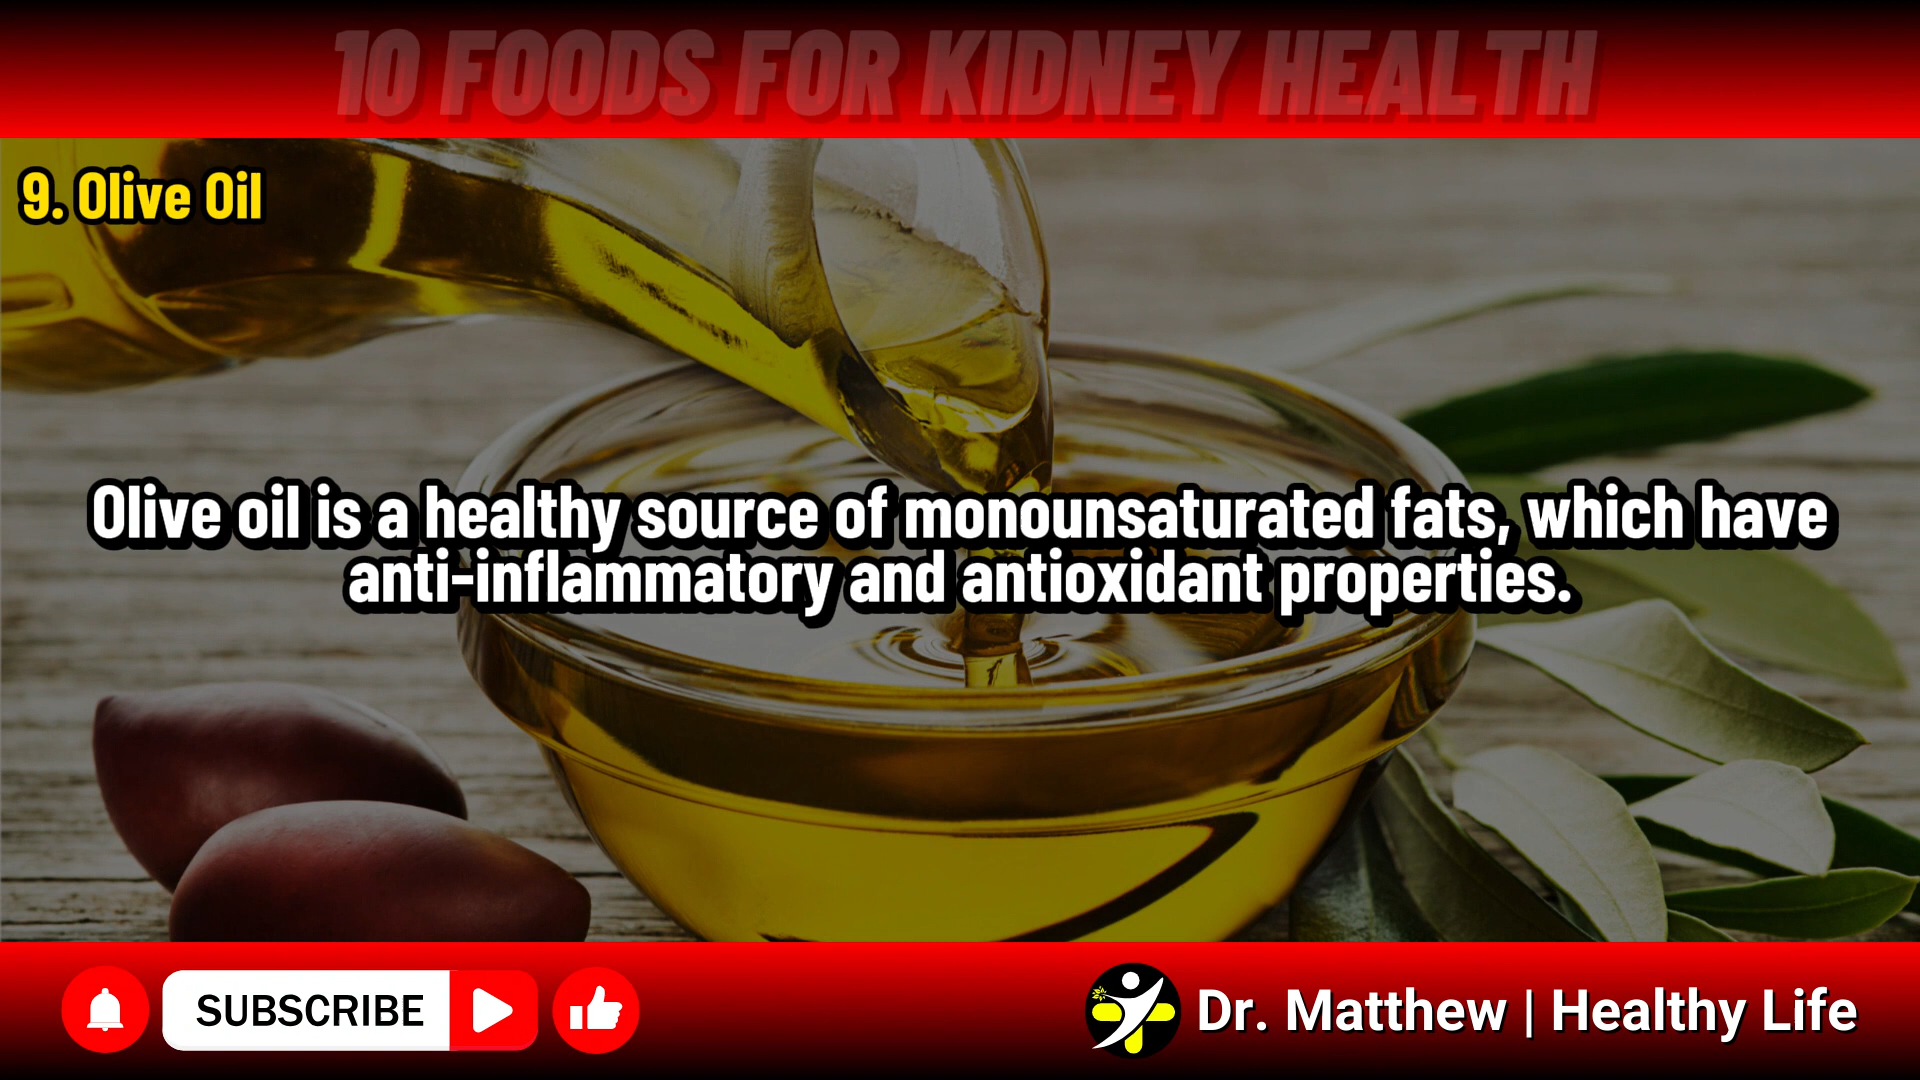 10 FOODS FOR KIDNEY HEALTH
9. Olive Oil
Olive oil is a healthy source of monounsaturated fats, which have
anti-inflammatory and antioxidant properties.
SUBSCRIBE
Dr. Matthew | Healthy Life